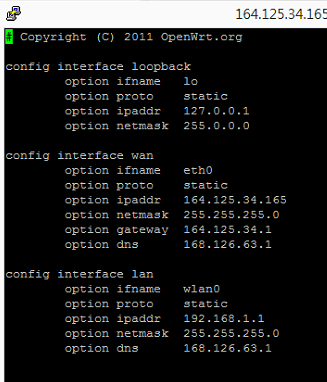 164.125.34.165
# Copyright (C) 2011 OpenWrt.org
config interface loopback
option ifname lo
option proto static
option ipaddr 127.0.0.1
option netmask 255.0.0.0
config interface wan
option ifname eth0
option proto static
option ipaddr 164.125.34.165
option netmask 255.255.255.0
option gateway 164.125.34.1
option dns 168.126.63.1
config interface lan
option ifname wlan0
option proto static
option ipaddr 192.168.1.1
option netmask 255.255.255.0
option dns 168.126.63.1